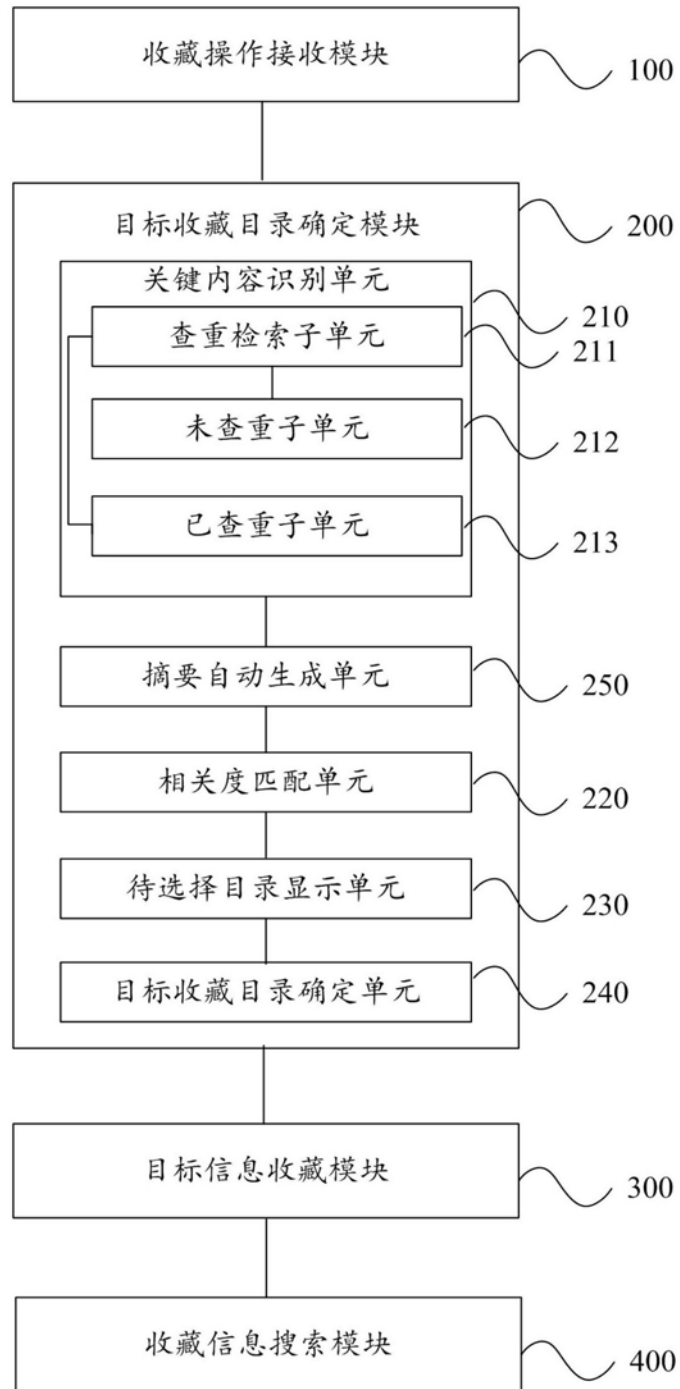 收藏操作接收模块
100
目标收藏目录确定模块
200
关键内容识别单元
210
查重检索子单元
211
未查重子单元
212
已查重子单元
213
摘要自动生成单元
250
相关度匹配单元
220
待选择目录显示单元
230
目标收藏目录确定单元
240
目标信息收藏模块
300
收藏信息搜索模块
400